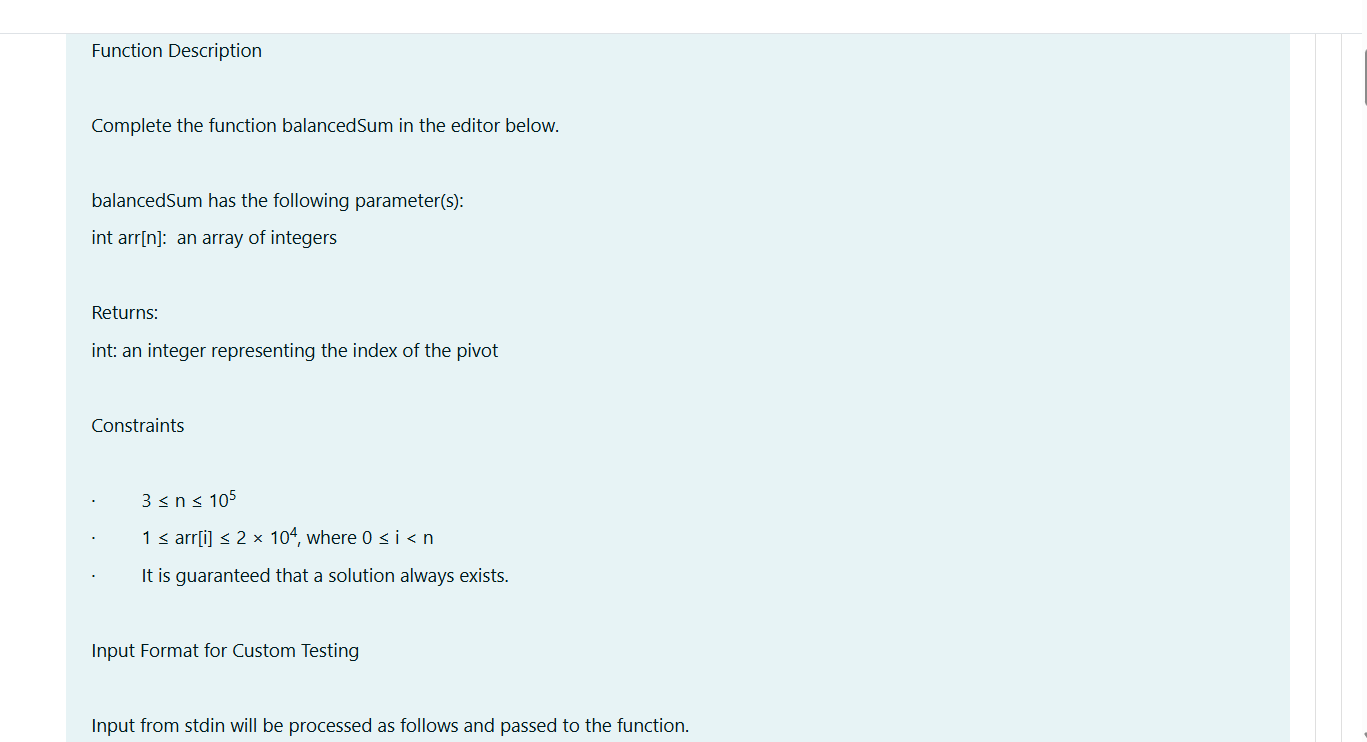 Function Description
Complete the function balancedSum in the editor below.
balancedSum has the following parameter(s):
int arr[n]:  an array of integers
Returns:
int: an integer representing the index of the pivot
Constraints
·	3 ≤ n ≤ 10⁵
·	1 ≤ arr[i] ≤ 2 × 10⁴, where 0 ≤ i < n
·	It is guaranteed that a solution always exists.
Input Format for Custom Testing
Input from stdin will be processed as follows and passed to the function.